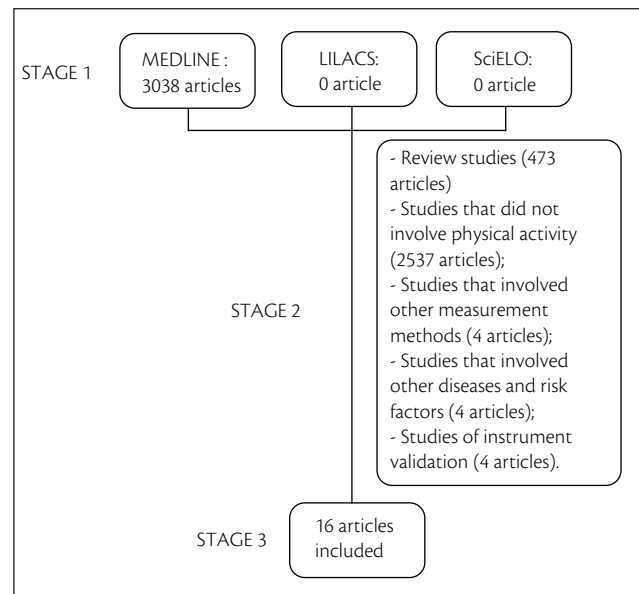 STAGE 1
MEDLINE :
3038 articles
LILACS:
0 article
SciELO:
0 article
- Review studies (473
articles)
- Studies that did not
involve physical activity
(2537 articles);
- Studies that involved
other measurement
methods (4 articles);
- Studies that involved
other diseases and risk
factors (4 articles);
- Studies of instrument
validation (4 articles).
STAGE 2
STAGE 3
16 articles
included